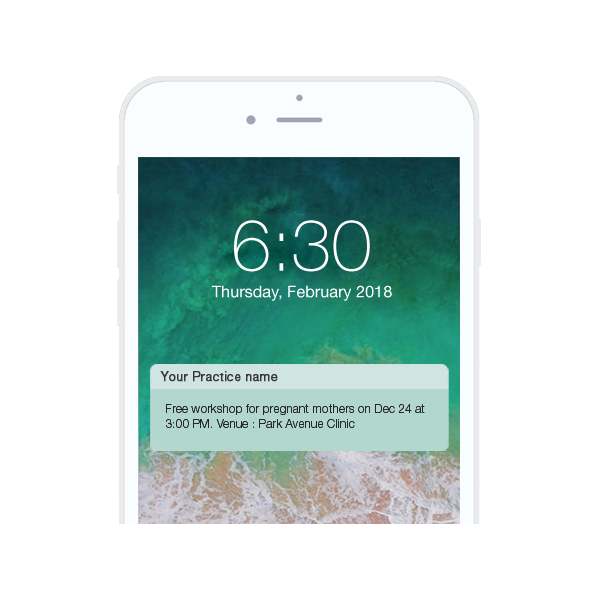 6:30
Thursday, February 2018
Your Practice name
Free workshop for pregnant mothers on Dec 24 at
3:00 PM. Venue : Park Avenue Clinic